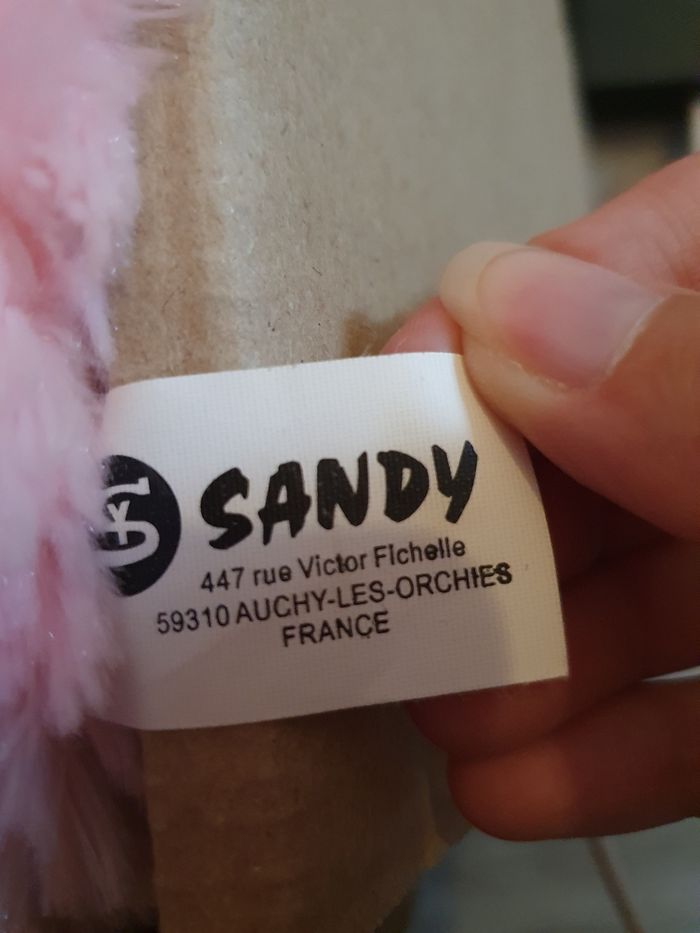 SANDY
447 rue Victor Fichelle
59310 AUCHY-LES-ORCHIES
FRANCE